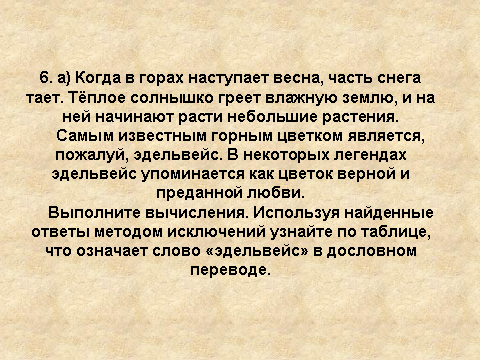 6. а) Когда в горах наступает весна, часть снега
тает. Тёплое солнышко греет влажную землю, и на
ней начинают расти небольшие растения.
Самым известным горным цветком является,
пожалуй, эдельвейс. В некоторых легендах
эдельвейс упоминается как цветок верной и
преданной любви.
Выполните вычисления. Используя найденные
ответы методом исключений узнайте по таблице,
что означает слово «эдельвейс» в дословном
переводе.